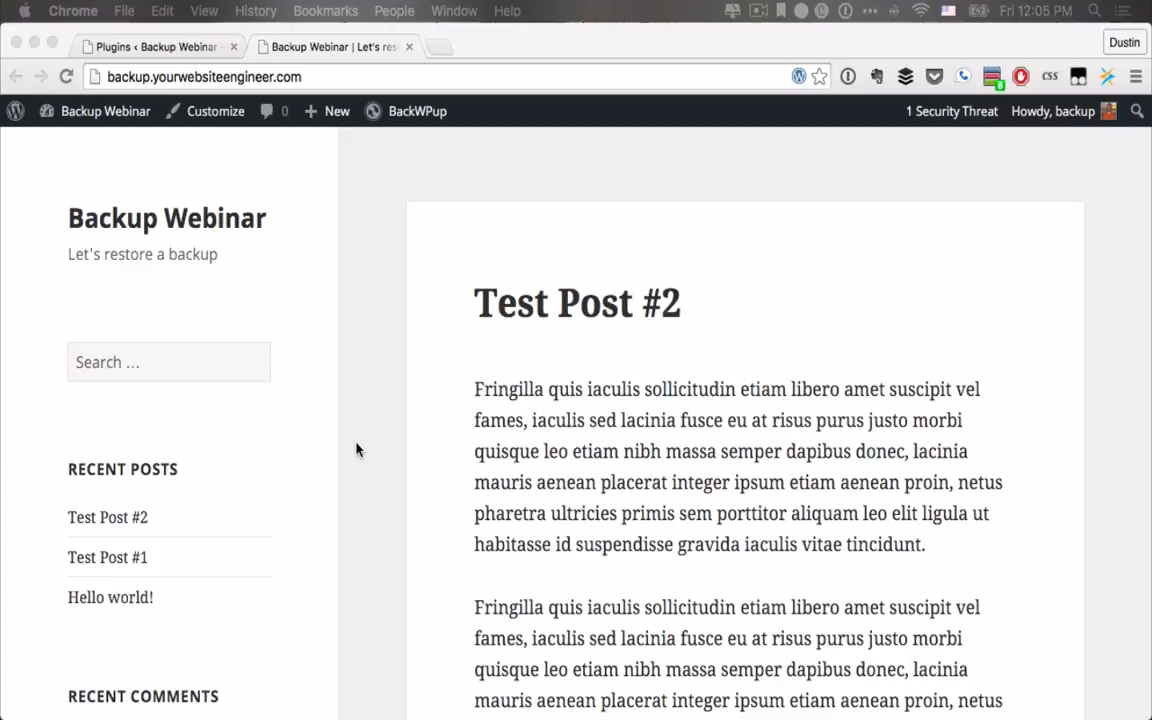 Chrome File Edit View History Bookmarks People Window Help Fri 12:05 PM
Plugins ‹ Backup Webinar Backup Webinar | Let's res Dustin
backup.yourwebsiteengineer.com CSS
Backup Webinar Customize 0 New BackWPup 1 Security Threat Howdy, backup
Backup Webinar
Let's restore a backup
Search …
RECENT POSTS
Test Post #2
Test Post #1
Hello world!
RECENT COMMENTS
Test Post #2
Fringilla quis iaculis sollicitudin etiam libero amet suscipit vel
fames, iaculis sed lacinia fusce eu at risus purus justo morbi
quisque leo etiam nibh massa semper dapibus donec, lacinia
mauris aenean placerat integer ipsum etiam aenean proin, netus
pharetra ultricies primis sem porttitor aliquam leo elit ligula ut
habitasse id suspendisse gravida iaculis vitae tincidunt.
Fringilla quis iaculis sollicitudin etiam libero amet suscipit vel
fames, iaculis sed lacinia fusce eu at risus purus justo morbi
quisque leo etiam nibh massa semper dapibus donec, lacinia
mauris aenean placerat integer ipsum etiam aenean proin, netus